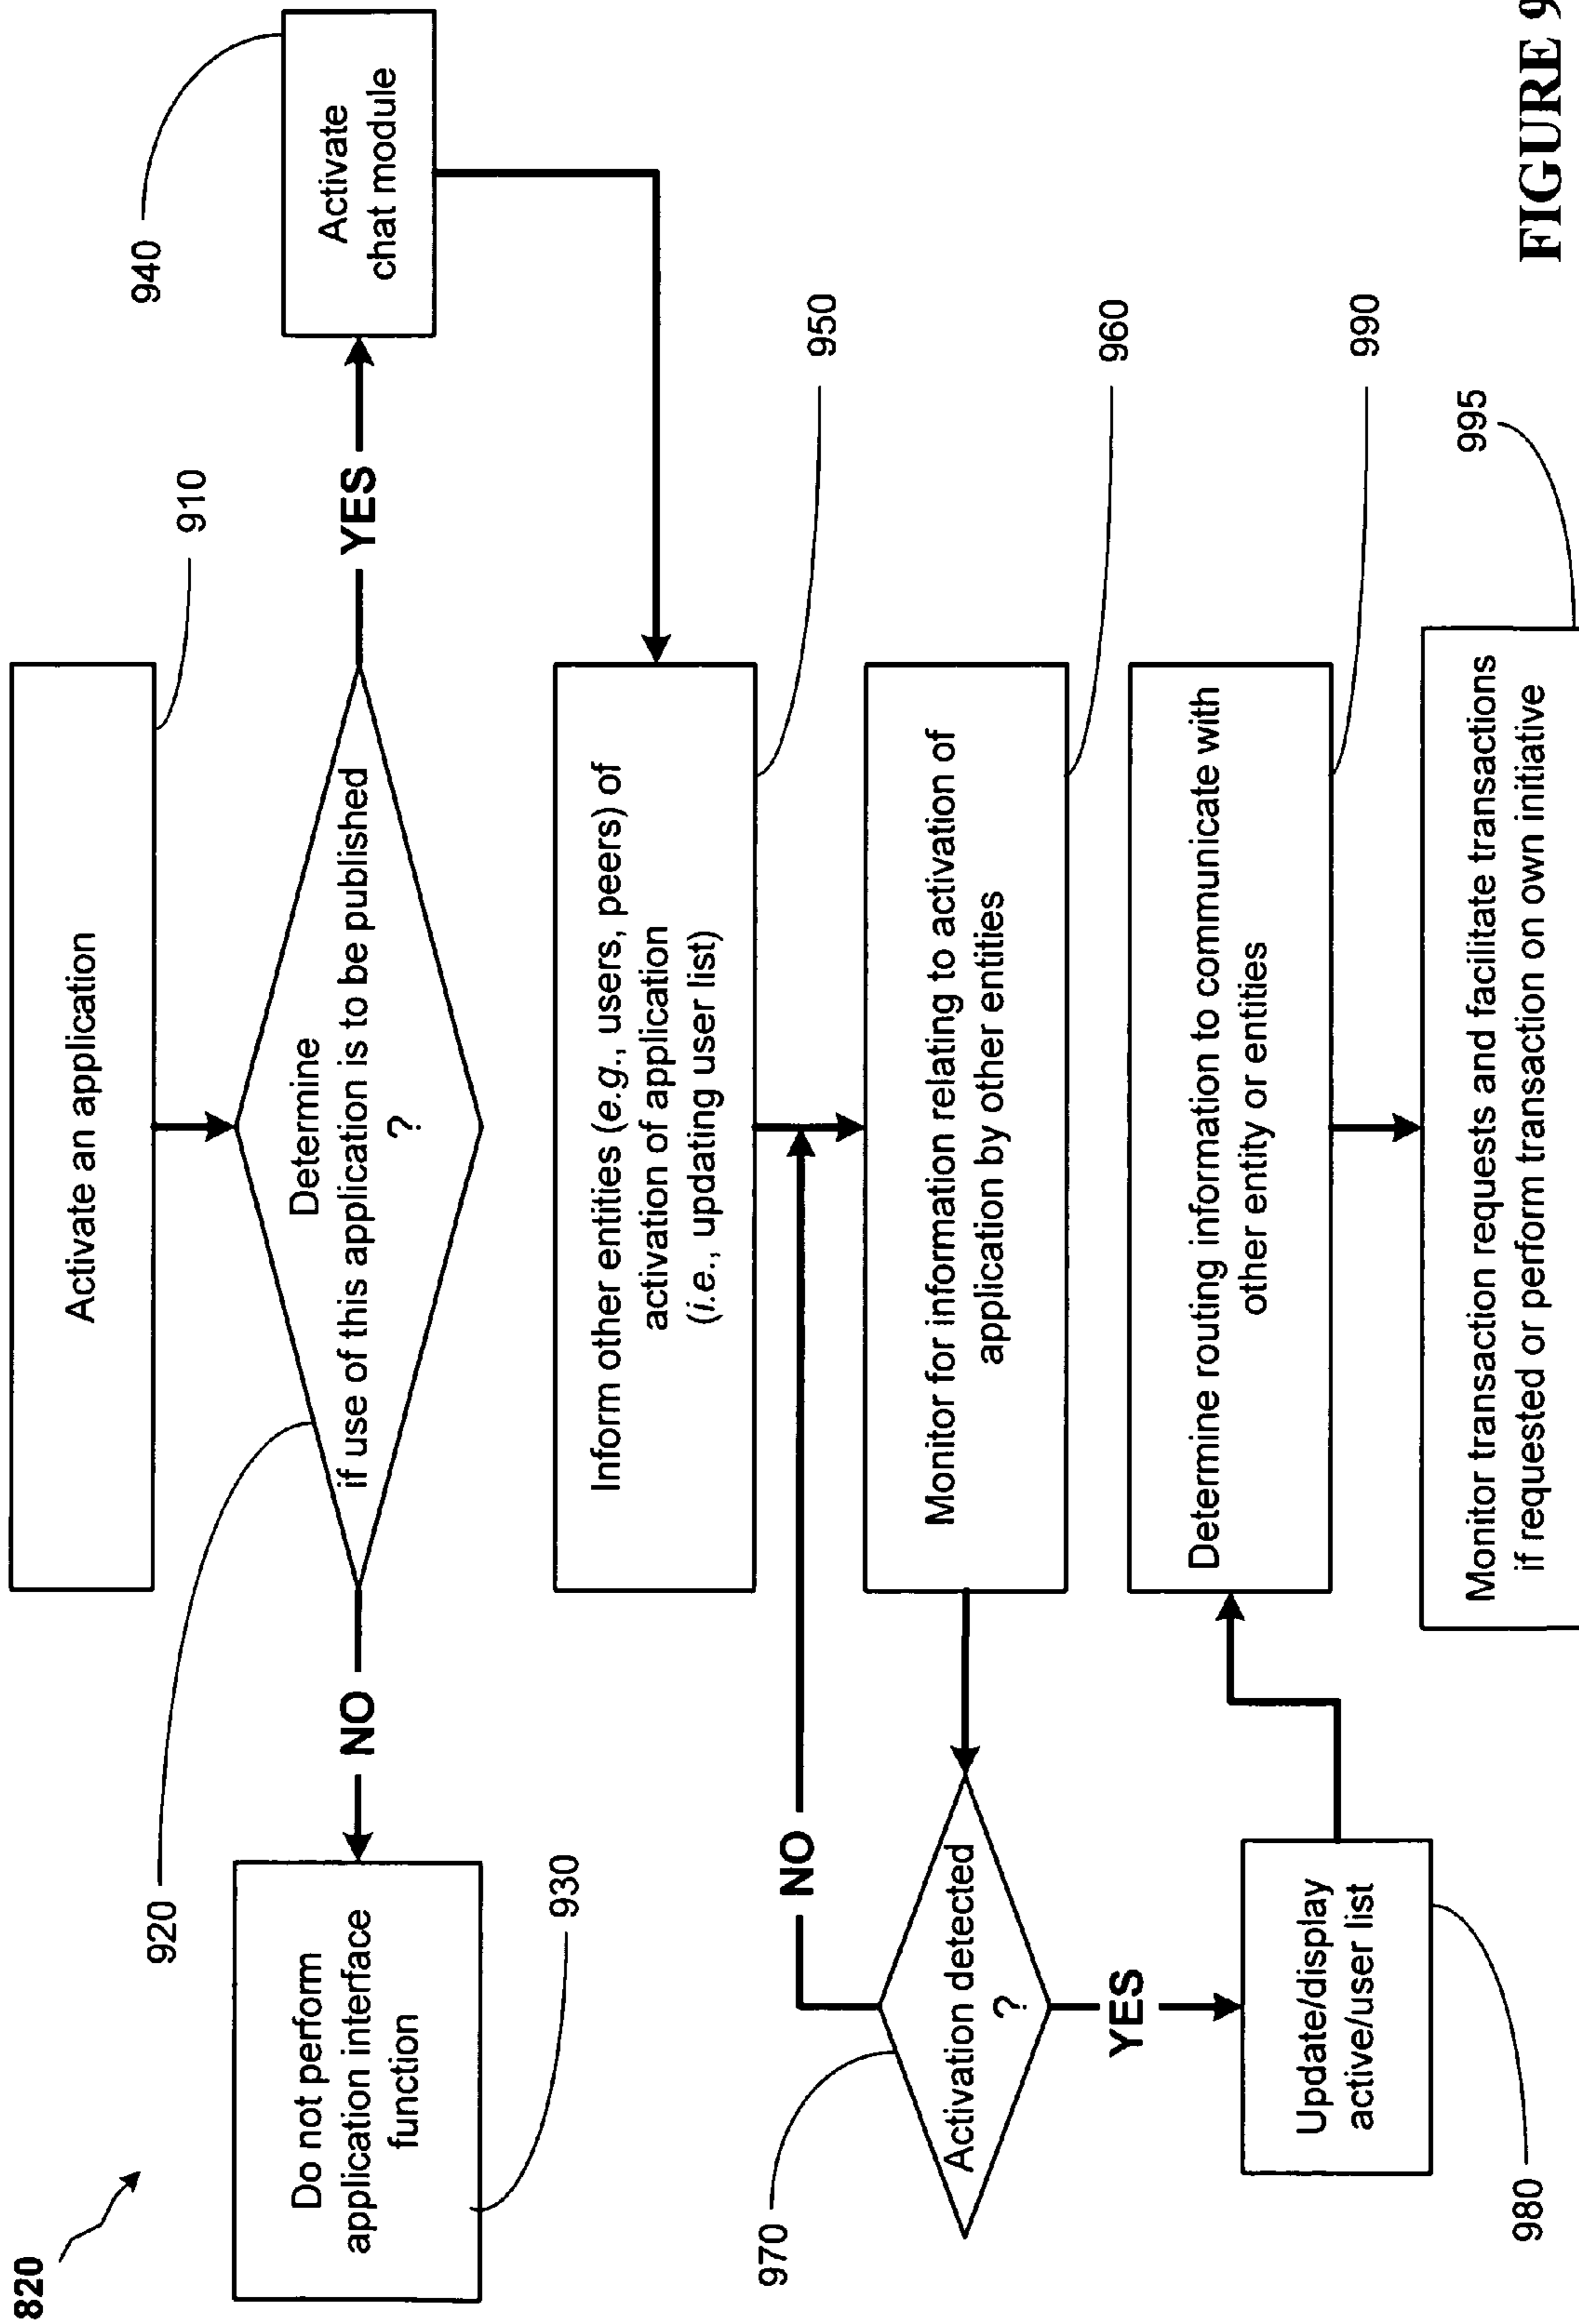 820
Activate an application
910
Determine
if use of this application is to be published
?
920
NO
YES
Do not perform
application interface
function
930
Activate
chat module
940
Inform other entities (e.g., users, peers) of
activation of application
(i.e., updating user list)
950
Monitor for information relating to activation of
application by other entities
960
NO
Activation detected
?
970
YES
Update/display
active/user list
980
Determine routing information to communicate with
other entity or entities
990
Monitor transaction requests and facilitate transactions
if requested or perform transaction on own initiative
995
FIGURE 9